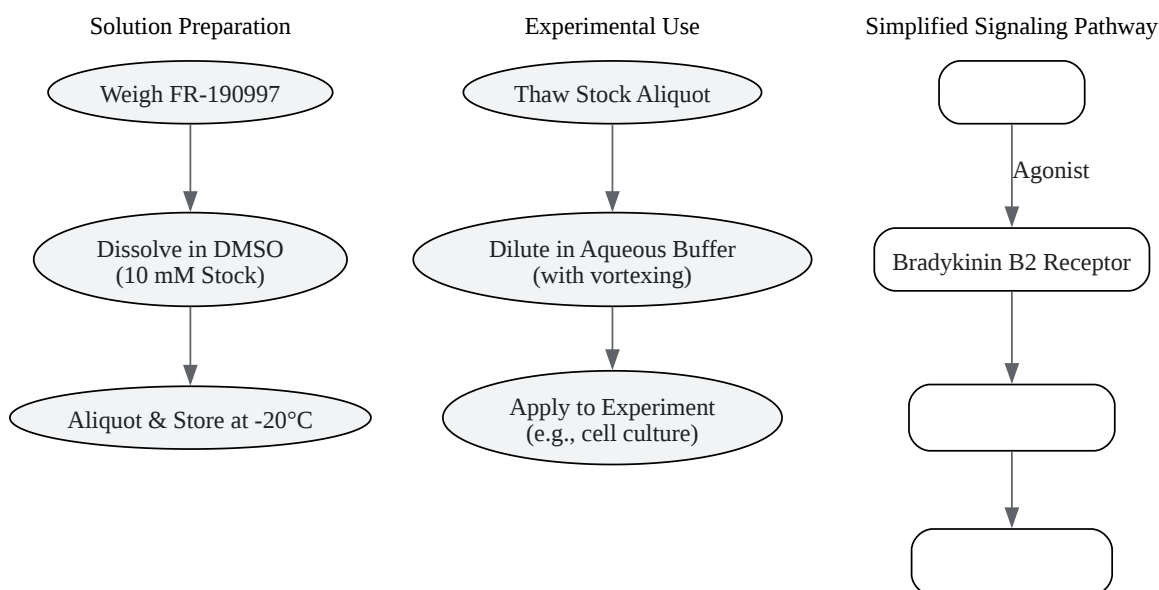 Solution Preparation
Weigh FR-190997
Dissolve in DMSO
(10 mM Stock)
Aliquot & Store at -20°C
Experimental Use
Thaw Stock Aliquot
Dilute in Aqueous Buffer
(with vortexing)
Apply to Experiment
(e.g., cell culture)
Simplified Signaling Pathway
Agonist
Bradykinin B2 Receptor